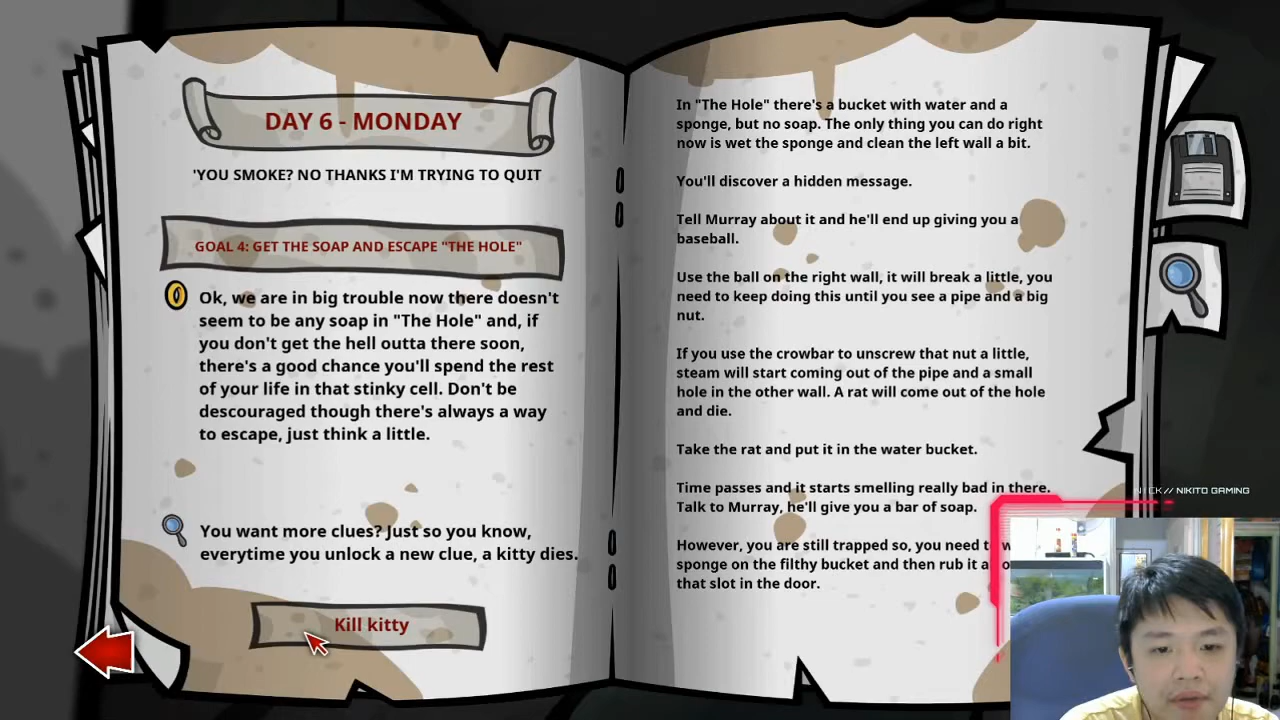 DAY 6 - MONDAY
'YOU SMOKE? NO THANKS I'M TRYING TO QUIT
GOAL 4: GET THE SOAP AND ESCAPE "THE HOLE"
Ok, we are in big trouble now there doesn't
seem to be any soap in "The Hole" and, if
you don't get the hell outta there soon,
there's a good chance you'll spend the rest
of your life in that stinky cell. Don't be
descouraged though there's always a way
to escape, just think a little.
You want more clues? Just so you know,
everytime you unlock a new clue, a kitty dies.
Kill kitty
In "The Hole" there's a bucket with water and a
sponge, but no soap. The only thing you can do right
now is wet the sponge and clean the left wall a bit.
You'll discover a hidden message.
Tell Murray about it and he'll end up giving you a
baseball.
Use the ball on the right wall, it will break a little, you
need to keep doing this until you see a pipe and a big
nut.
If you use the crowbar to unscrew that nut a little,
steam will start coming out of the pipe and a small
hole in the other wall. A rat will come out of the hole
and die.
Take the rat and put it in the water bucket.
Time passes and it starts smelling really bad in there.
Talk to Murray, he'll give you a bar of soap.
However, you are still trapped so, you need
sponge on the filthy bucket and then rub it
that slot in the door.
NICK // NIKITO GAMING